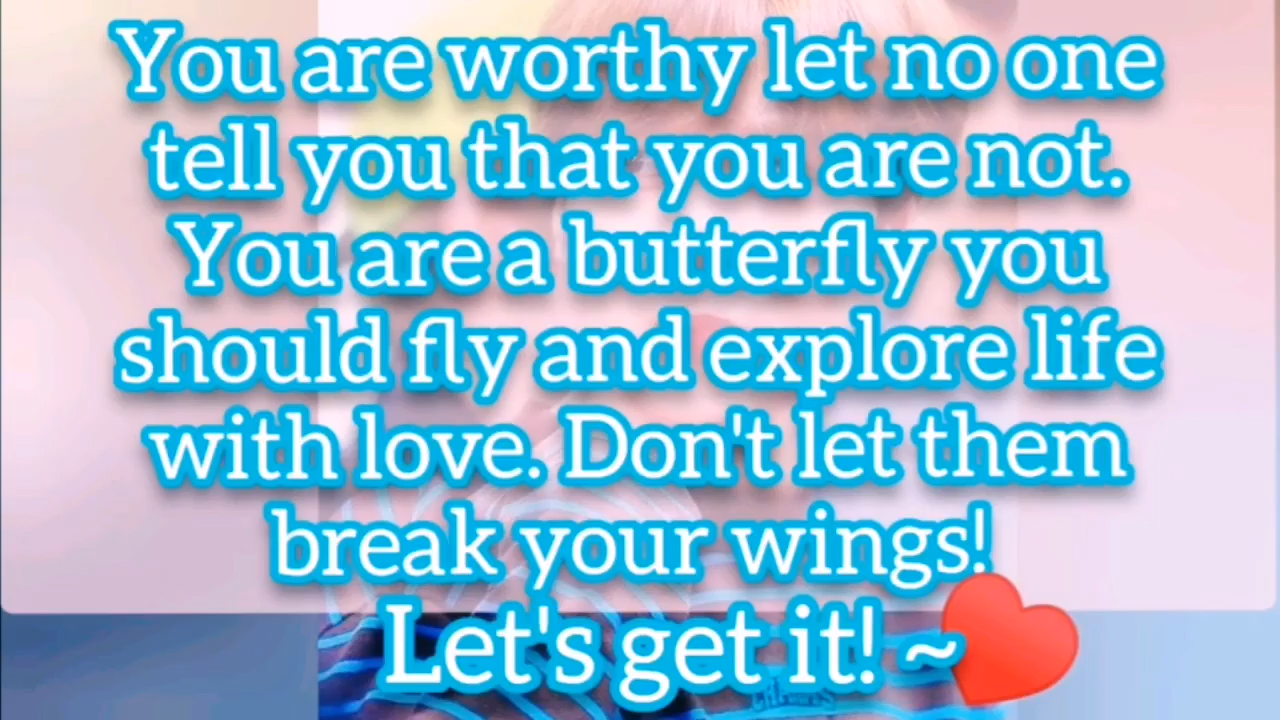 You are worthy let no one
tell you that you are not.
You are a butterfly you
should fly and explore life
with love. Don't let them
break your wings!
Let's get it! ~